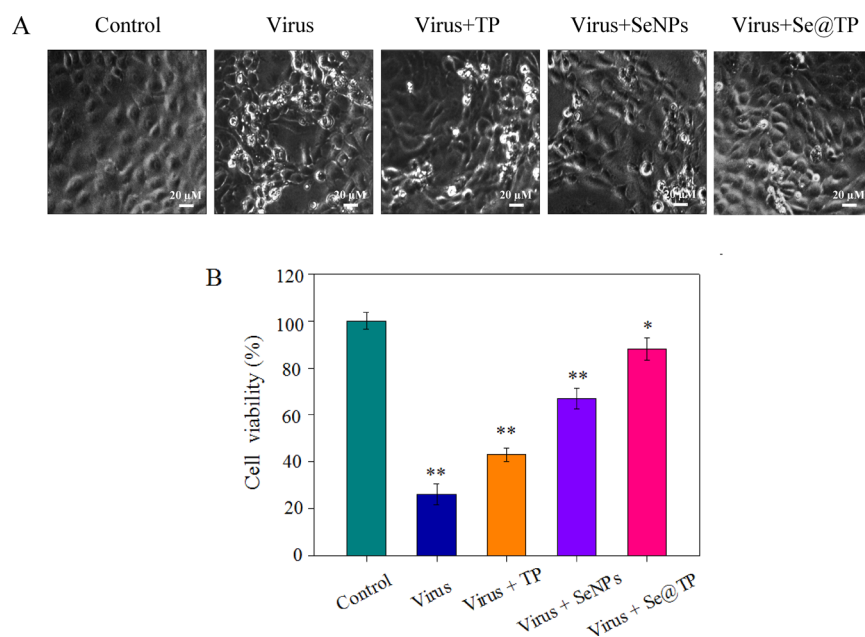 A
Control
Virus
Virus+TP
Virus+SeNPs
Virus+Se@TP
20 µM
20 µM
20 µM
20 µM
20 µM
B
Cell viability (%)
120
100
80
60
40
20
0
**
**
**
*
Control
Virus
Virus + TP
Virus + SeNPs
Virus + Se@TP